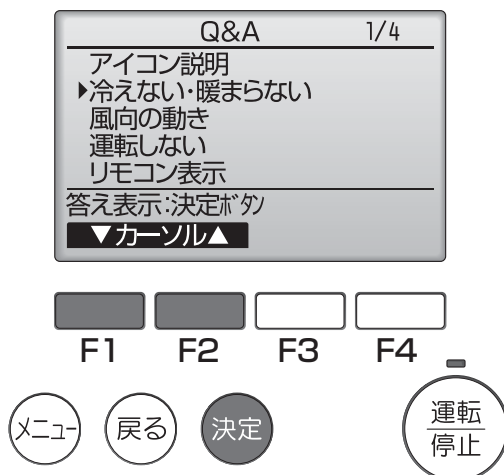 Q&A 1/4
アイコン説明
▶冷えない・暖まらない
風向の動き
運転しない
リモコン表示
答え表示:決定ボタン
▼カーソル▲
F1 F2 F3 F4
メニュー 戻る 決定 運転
停止